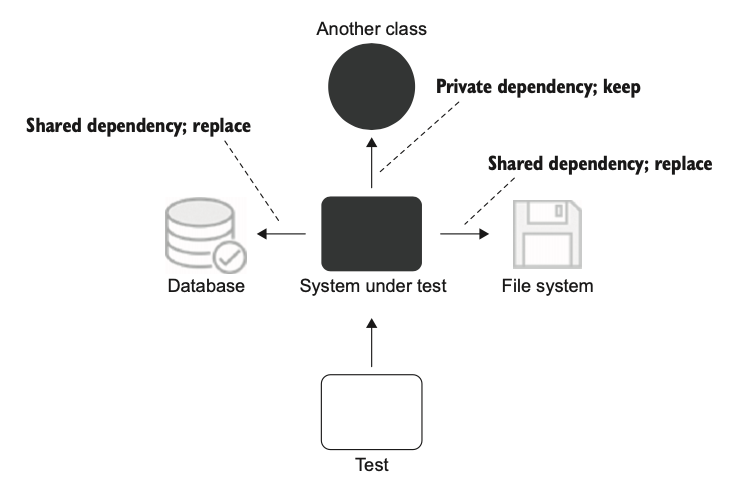 Another class
Private dependency; keep
Shared dependency; replace
Shared dependency; replace
Database
System under test
File system
Test